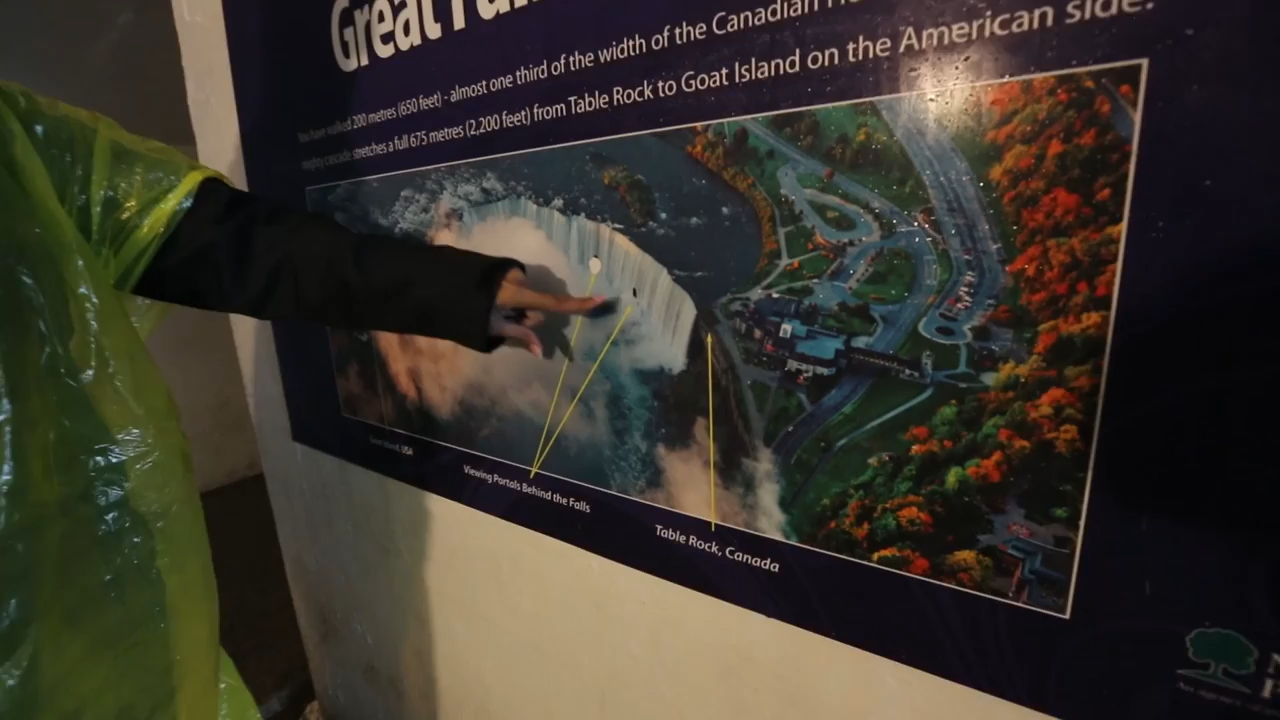 Great
You have walked 200 metres (650 feet) - almost one third of the width of the Canadian
mighty cascade stretches a full 675 metres (2,200 feet) from Table Rock to Goat Island on the American side.
Goat Island, USA
Viewing Portals Behind the Falls
Table Rock, Canada